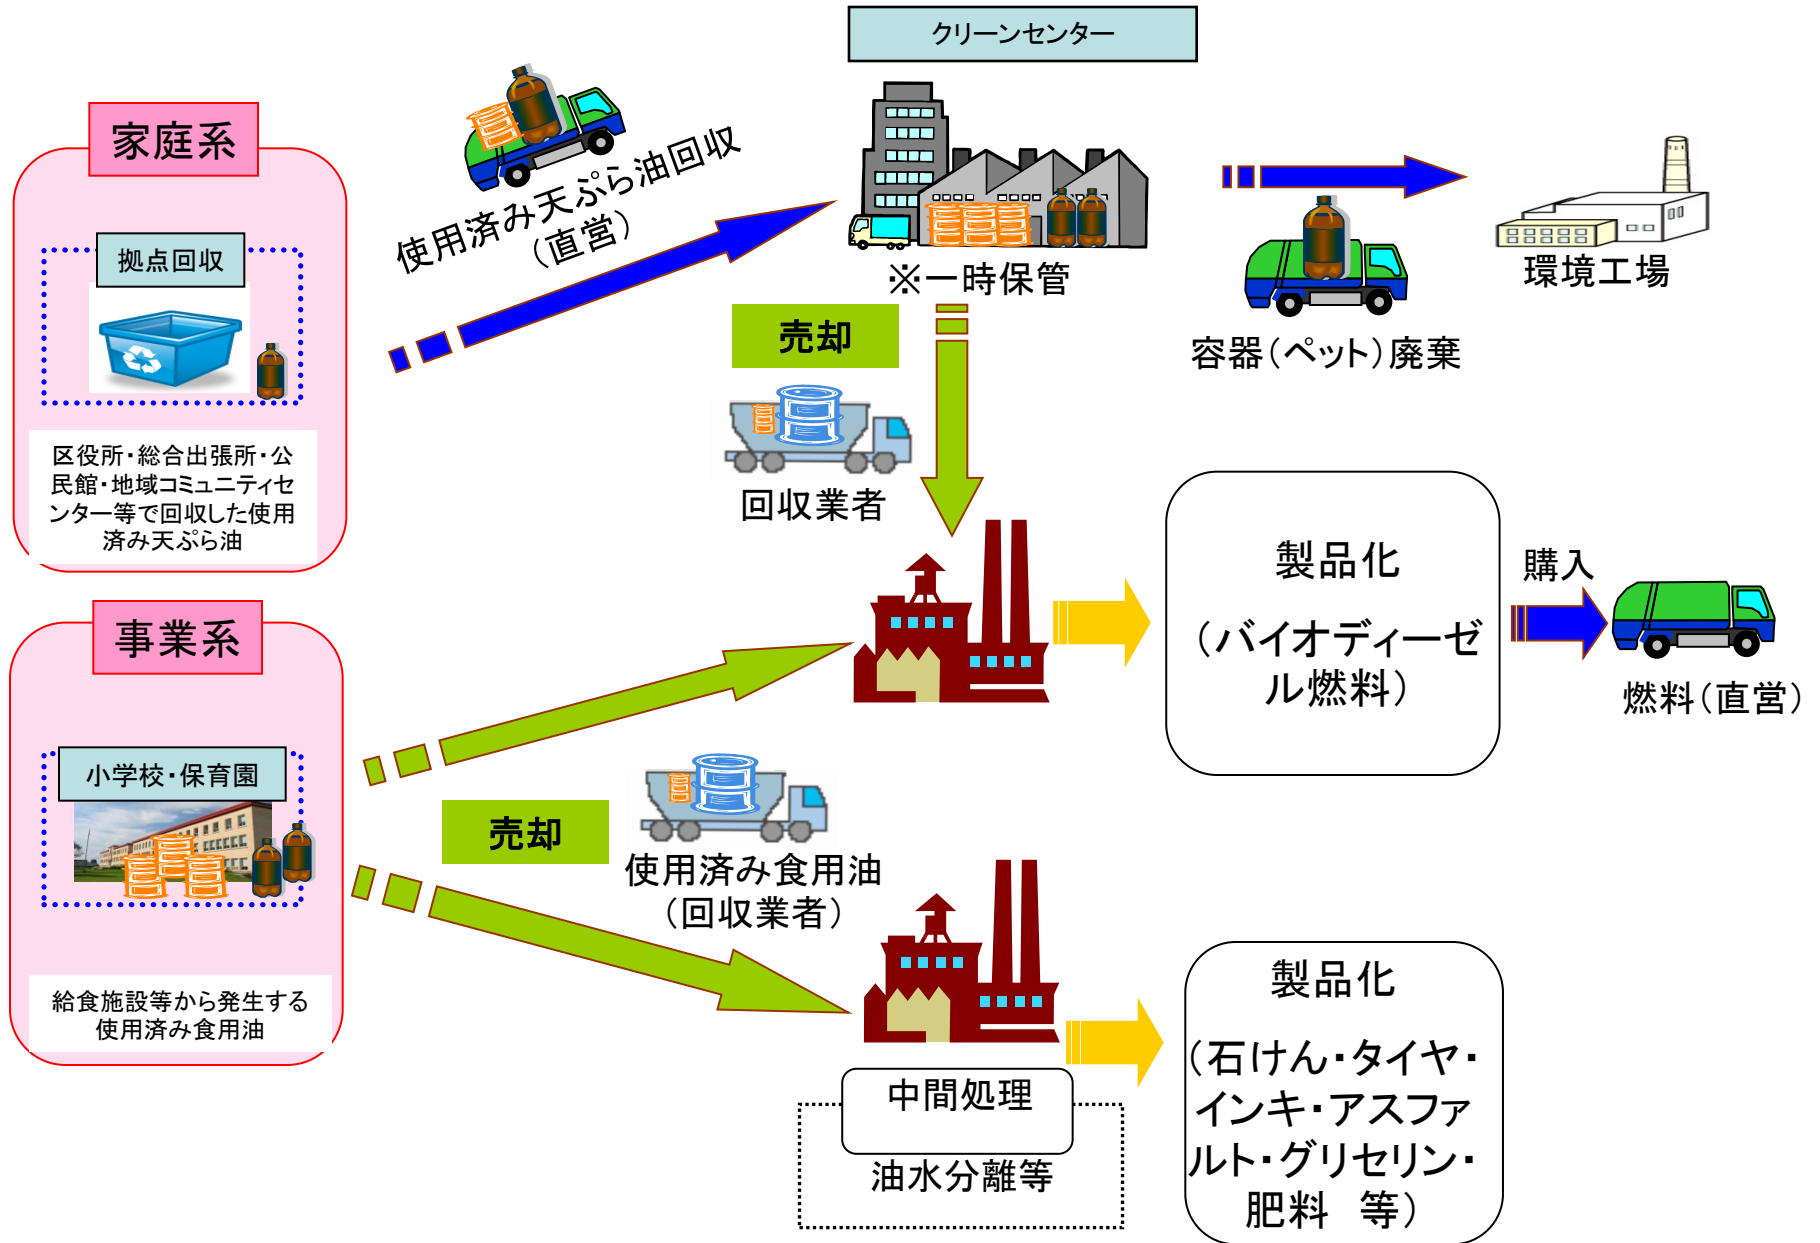 クリーンセンター
家庭系
使用済み天ぷら油回収
（直営）
拠点回収
※一時保管
環境工場
売却
容器（ペット）廃棄
区役所・総合出張所・公
民館・地域コミュニティセ
ンター等で回収した使用
済み天ぷら油
回収業者
製品化
（バイオディーゼ
ル燃料）
購入
燃料（直営）
事業系
小学校・保育園
売却
使用済み食用油
（回収業者）
給食施設等から発生する
使用済み食用油
中間処理
油水分離等
製品化
（石けん・タイヤ・
インキ・アスファ
ルト・グリセリン・
肥料　等）